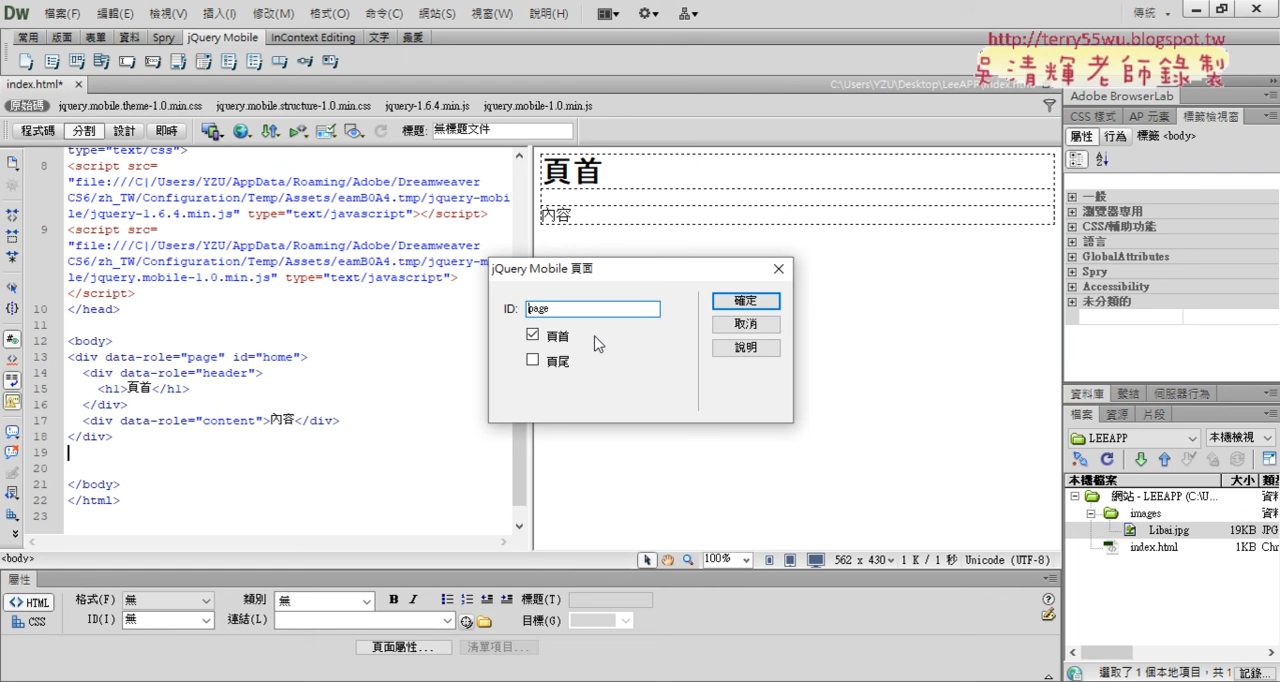 Dw 檔案(F) 編輯(E) 檢視(V) 插入(I) 修改(M) 格式(O) 命令(C) 網站(S) 視窗(W) 說明(H) 傳統
常用 版面 表單 資料 Spry jQuery Mobile InContext Editing 文字 最愛
http://terry55wu.blogspot.tw
吳清輝老師錄製
index.html* C:\Users\YZU\Desktop\LeeAPP\index.html
Adobe BrowserLab
原始碼 jquery.mobile.theme-1.0.min.css jquery.mobile.structure-1.0.min.css jquery-1.6.4.min.js jquery.mobile-1.0.min.js
CSS 樣式 AP 元素 標籤檢視窗
程式碼 分割 設計 即時 標題: 無標題文件
屬性 行為 標籤 <body>
type="text/css">
8 <script src=
"file:///C|/Users/YZU/AppData/Roaming/Adobe/Dreamweaver
CS6/zh_TW/Configuration/Temp/Assets/eamB0A4.tmp/jquery-mobi
le/jquery-1.6.4.min.js" type="text/javascript"></script>
9 <script src=
"file:///C|/Users/YZU/AppData/Roaming/Adobe/Dreamweaver
CS6/zh_TW/Configuration/Temp/Assets/eamB0A4.tmp/jquery-mobi
le/jquery.mobile-1.0.min.js" type="text/javascript">
</script>
10 </head>
11
12 <body>
13 <div data-role="page" id="home">
14 <div data-role="header">
15 <h1>頁首</h1>
16 </div>
17 <div data-role="content">內容</div>
18 </div>
19
20
21 </body>
22 </html>
23
頁首
內容
jQuery Mobile 頁面
ID: page
頁首
頁尾
確定
取消
說明
一般
瀏覽器專用
CSS/輔助功能
語言
GlobalAttributes
Spry
Accessibility
未分類的
資料庫 繫結 伺服器行為
檔案 資源 片段
LEEAPP 本機檢視
本機檔案 大小 類
網站 - LEEAPP (C:\U... 資料
images 資料
Libai.jpg 19KB JPG
index.html 1KB Chr
<body> 100% 562 x 430 1 K / 1 秒 Unicode (UTF-8)
屬性
HTML 格式(F) 無 類別 無 B I 標題(T)
CSS ID(I) 無 連結(L) 目標(G)
頁面屬性... 清單項目...
選取了 1 個本地項目，共 1 記錄...